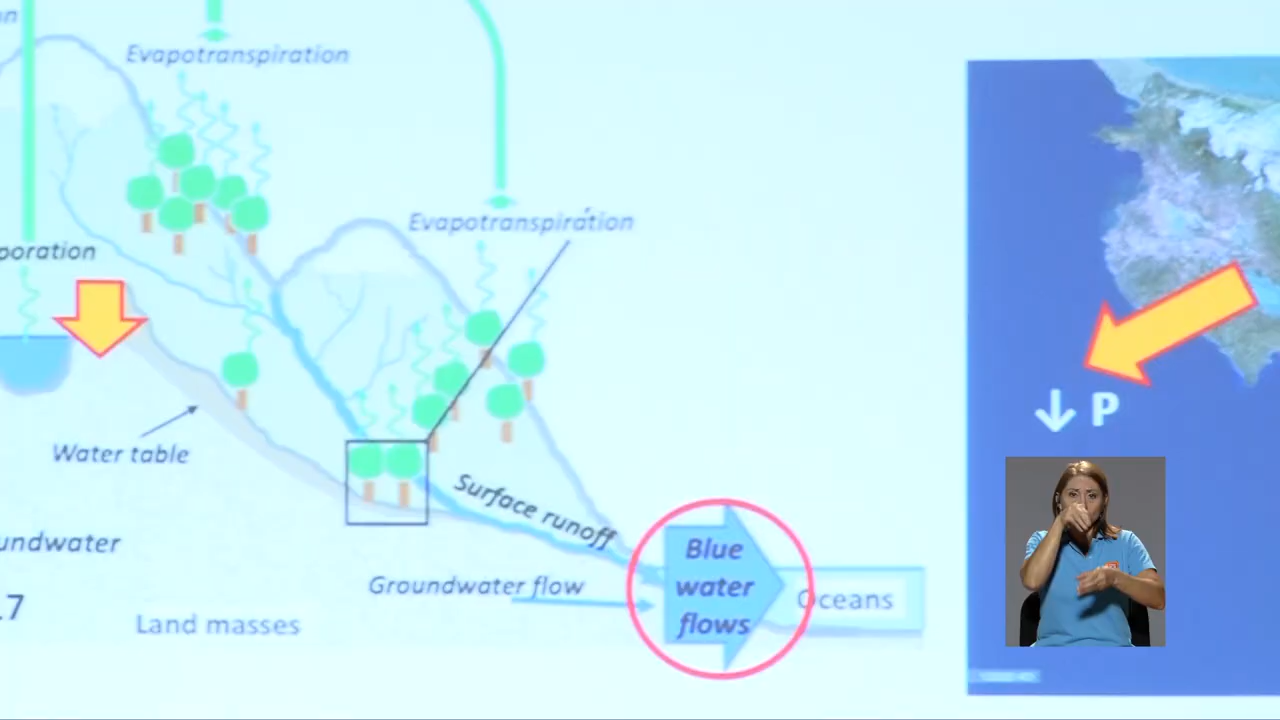 Evapotranspiration
Evapotranspiration
poration
Water table
Surface runoff
undwater
Groundwater flow
.7
Land masses
Blue
water
flows
Oceans
↓ P